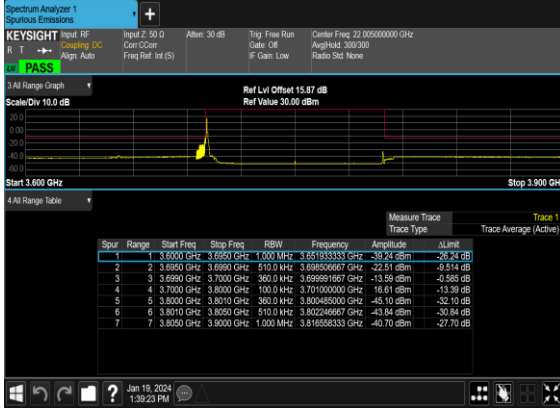 Spectrum Analyzer 1
Spurious Emissions
+
KEYSIGHT Input: RF Input Z: 50 Ω Atten: 30 dB Trig: Free Run Center Freq: 22.005000000 GHz
R T Coupling: DC Corr CCorr Gate: Off Avg|Hold: 300/300
Align: Auto Freq Ref: Int (S) IF Gain: Low Radio Std: None
PASS
3 All Range Graph
Ref Lvl Offset 15.87 dB
Scale/Div 10.0 dB Ref Value 30.00 dBm
20.0
0.00
-20.0
-40.0
-60.0
Start 3.600 GHz Stop 3.900 GH
4 All Range Table
Measure Trace Trace 1
Trace Type Trace Average (Active)
Spur Range Start Freq Stop Freq RBW Frequency Amplitude ΔLimit
1 1 3.6000 GHz 3.6950 GHz 1.000 MHz 3.651933333 GHz -39.24 dBm -26.24 dB
2 2 3.6950 GHz 3.6990 GHz 510.0 kHz 3.698506667 GHz -22.51 dBm -9.514 dB
3 3 3.6990 GHz 3.7000 GHz 360.0 kHz 3.699991667 GHz -13.59 dBm -0.585 dB
4 4 3.7000 GHz 3.8000 GHz 100.0 kHz 3.701000000 GHz 16.61 dBm -13.39 dB
5 5 3.8000 GHz 3.8010 GHz 360.0 kHz 3.800485000 GHz -45.10 dBm -32.10 dB
6 6 3.8010 GHz 3.8050 GHz 510.0 kHz 3.802246667 GHz -43.84 dBm -30.84 dB
7 7 3.8050 GHz 3.9000 GHz 1.000 MHz 3.816558333 GHz -40.70 dBm -27.70 dB
? Jan 19, 2024
1:39:23 PM